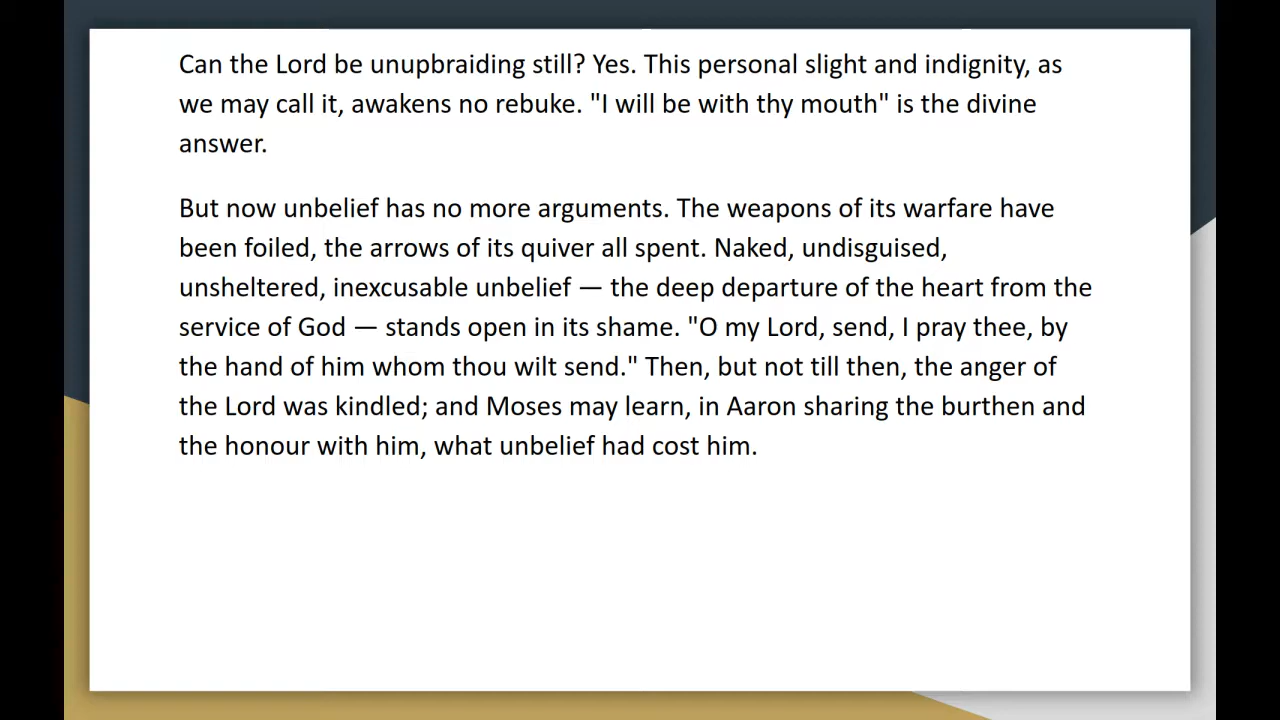 Can the Lord be unupbraiding still? Yes. This personal slight and indignity, as
we may call it, awakens no rebuke. "I will be with thy mouth" is the divine
answer.
But now unbelief has no more arguments. The weapons of its warfare have
been foiled, the arrows of its quiver all spent. Naked, undisguised,
unsheltered, inexcusable unbelief — the deep departure of the heart from the
service of God — stands open in its shame. "O my Lord, send, I pray thee, by
the hand of him whom thou wilt send." Then, but not till then, the anger of
the Lord was kindled; and Moses may learn, in Aaron sharing the burthen and
the honour with him, what unbelief had cost him.